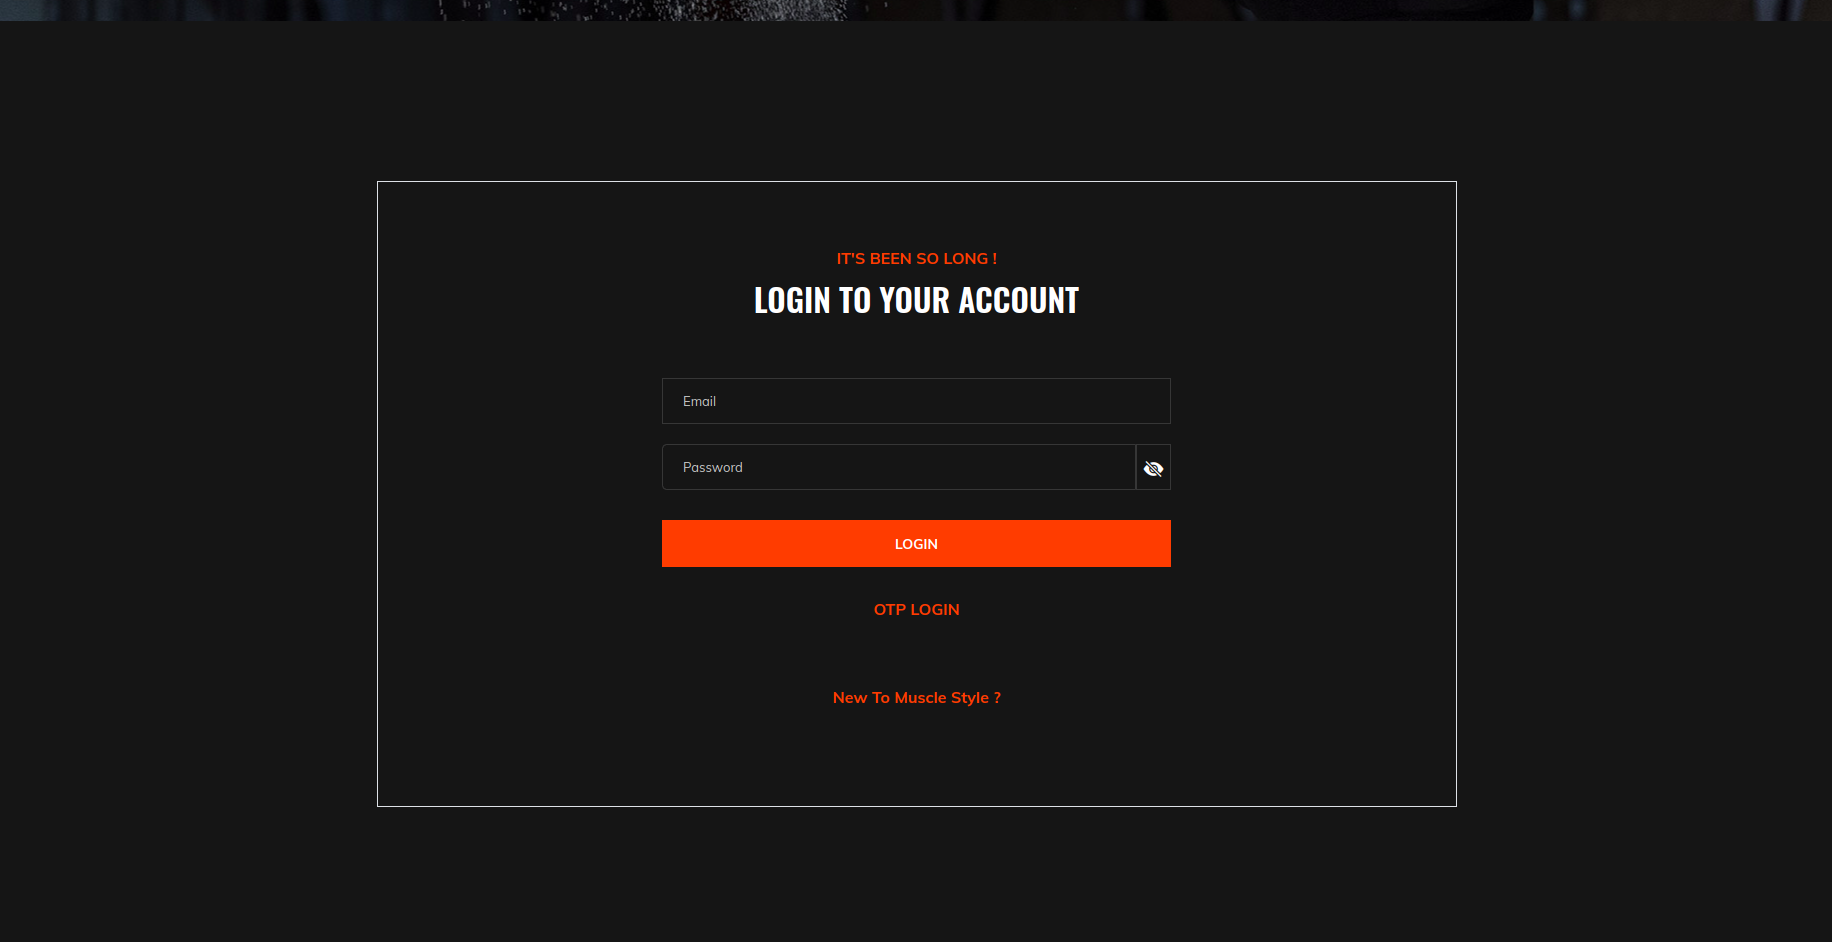 IT'S BEEN SO LONG !
LOGIN TO YOUR ACCOUNT
Email
Password
LOGIN
OTP LOGIN
New To Muscle Style ?